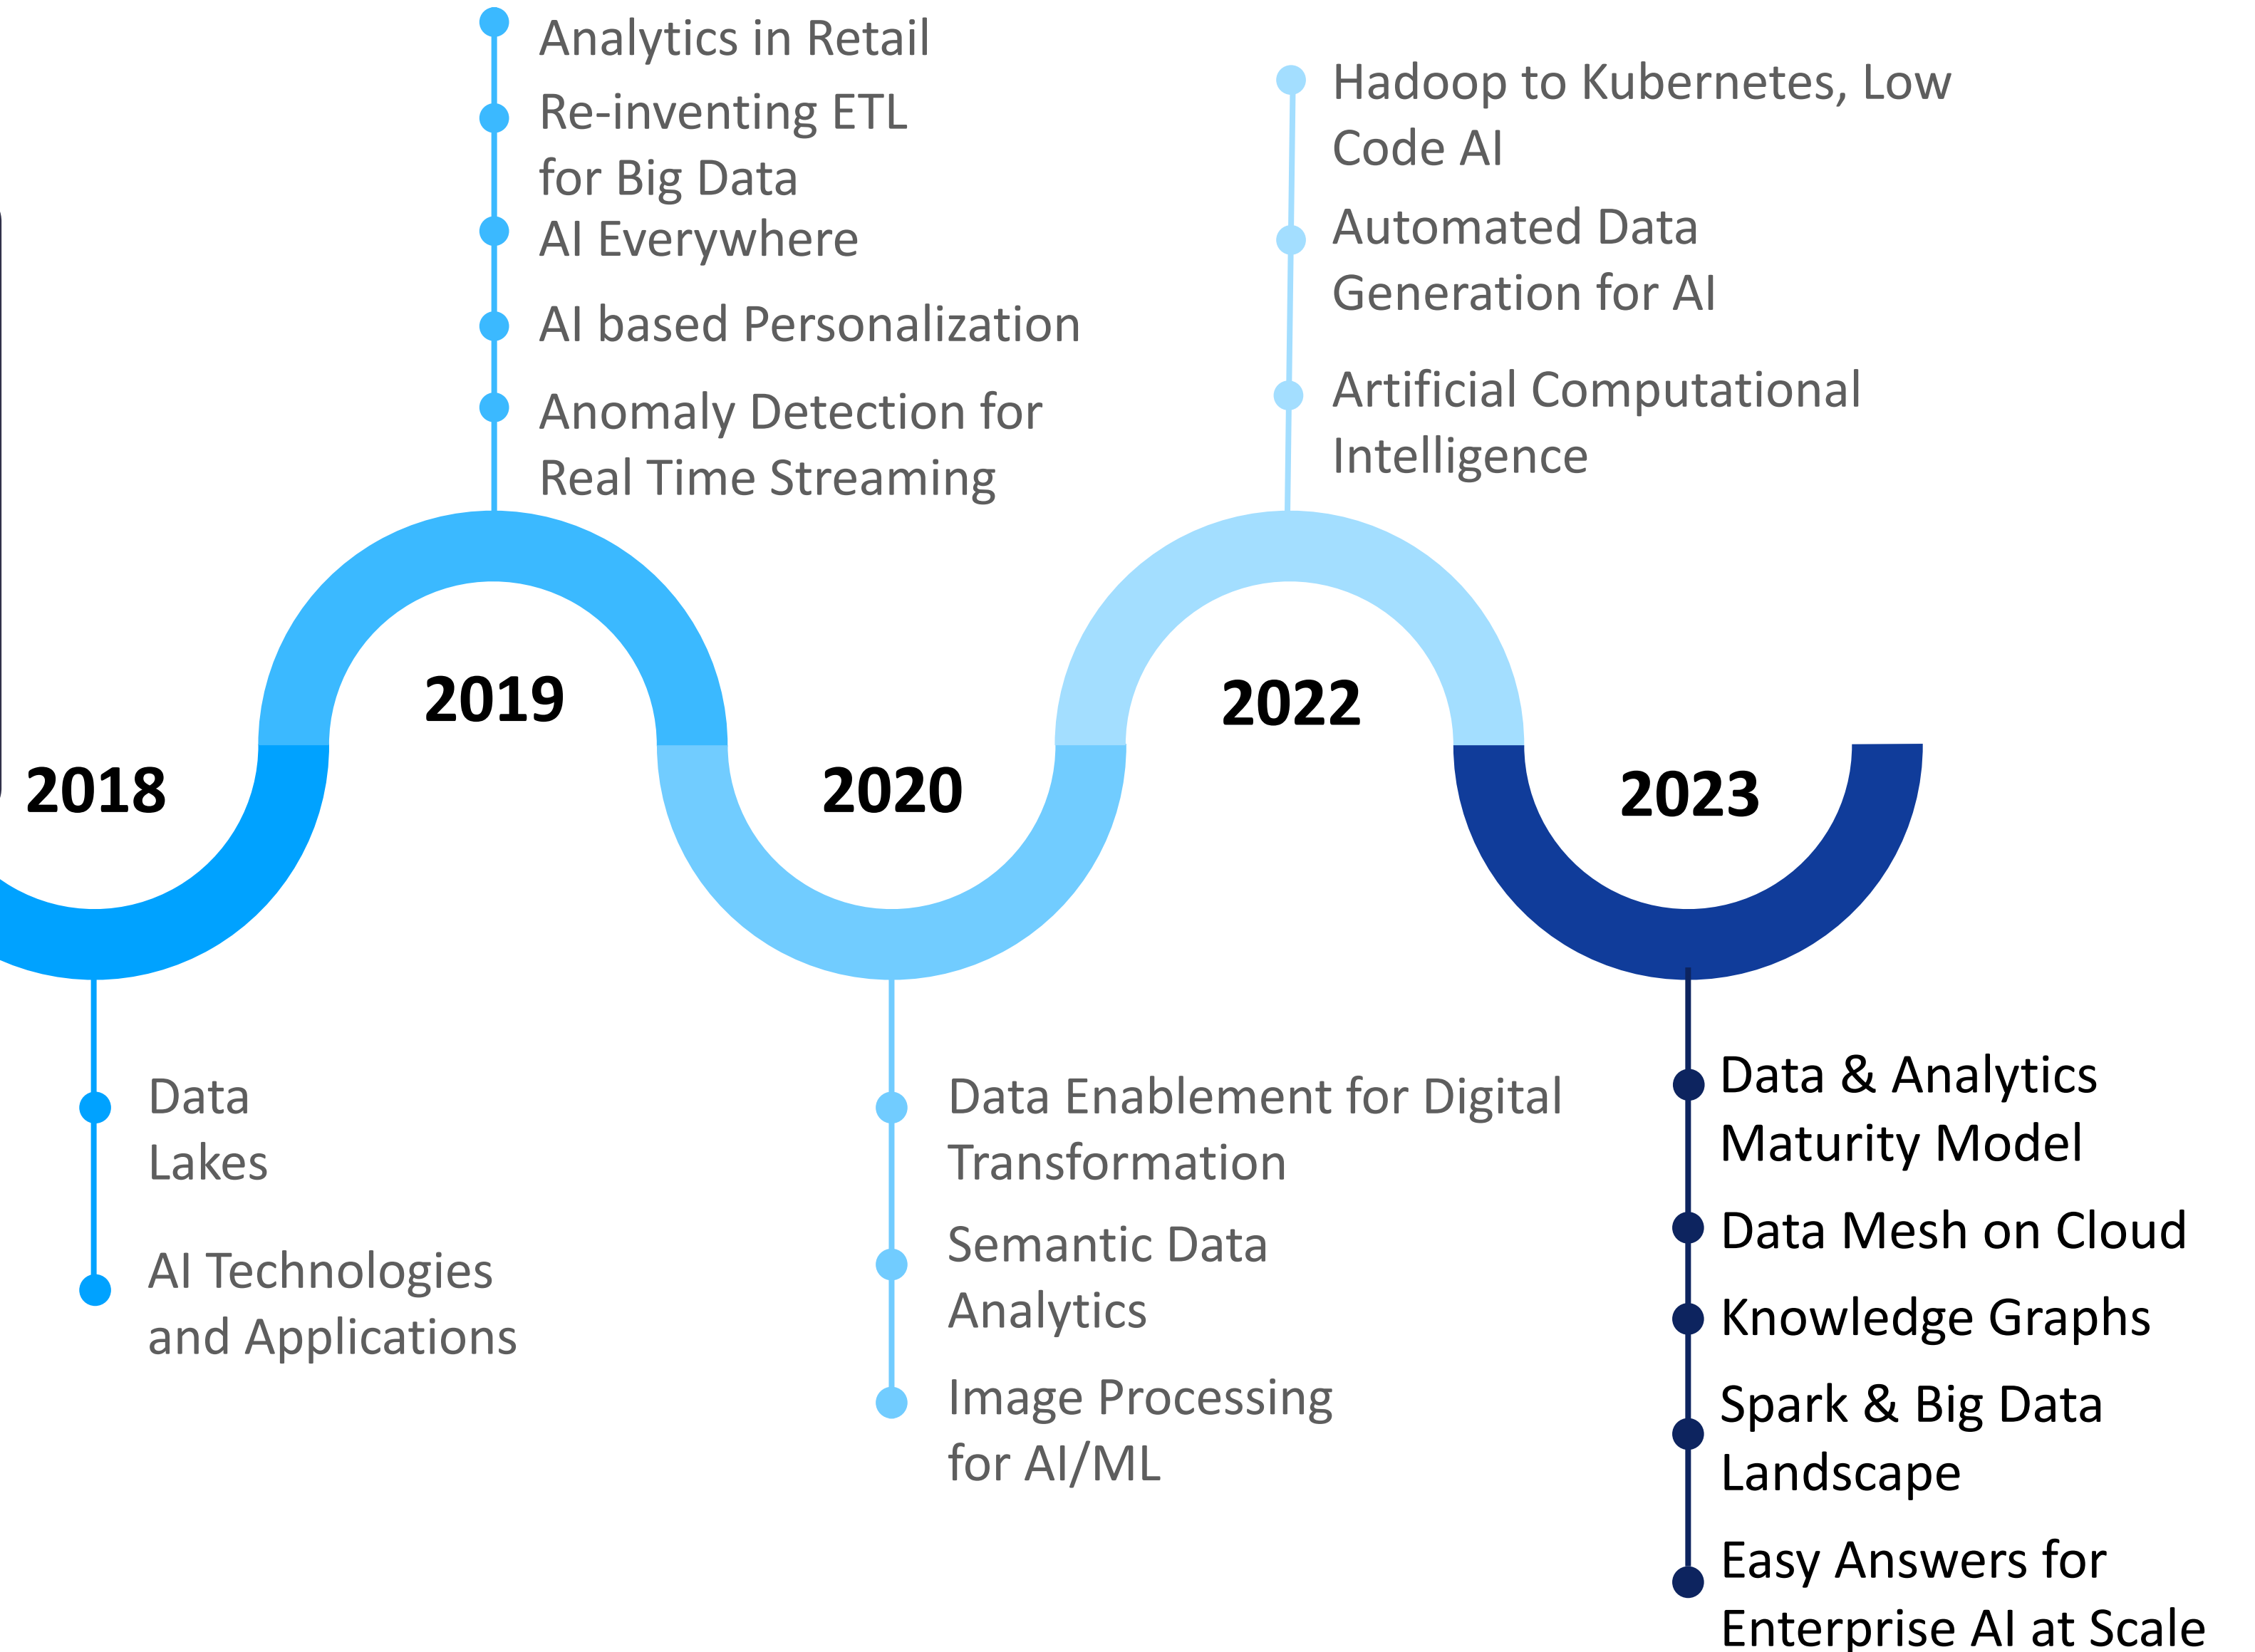 Analytics in Retail
Re-inventing ETL
for Big Data
AI Everywhere
AI based Personalization
Anomaly Detection for
Real Time Streaming
Hadoop to Kubernetes, Low
Code AI
Automated Data
Generation for AI
Artificial Computational
Intelligence
2018
2019
2020
2022
2023
Data
Lakes
AI Technologies
and Applications
Data Enablement for Digital
Transformation
Semantic Data
Analytics
Image Processing
for AI/ML
Data & Analytics
Maturity Model
Data Mesh on Cloud
Knowledge Graphs
Spark & Big Data
Landscape
Easy Answers for
Enterprise AI at Scale